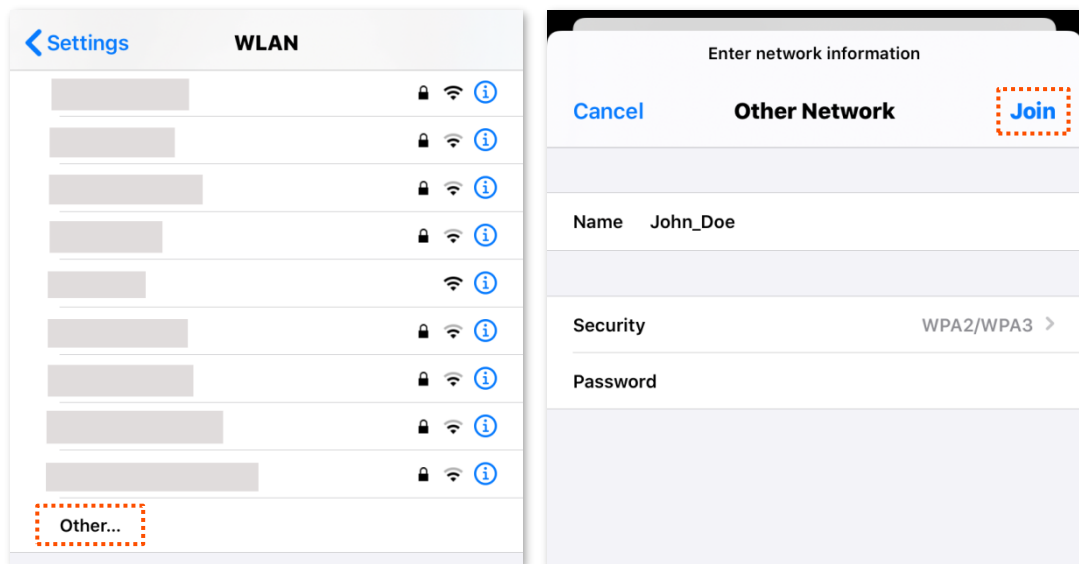 Settings
WLAN
Other...
Enter network information
Cancel
Other Network
Join
Name John_Doe
Security WPA2/WPA3
Password